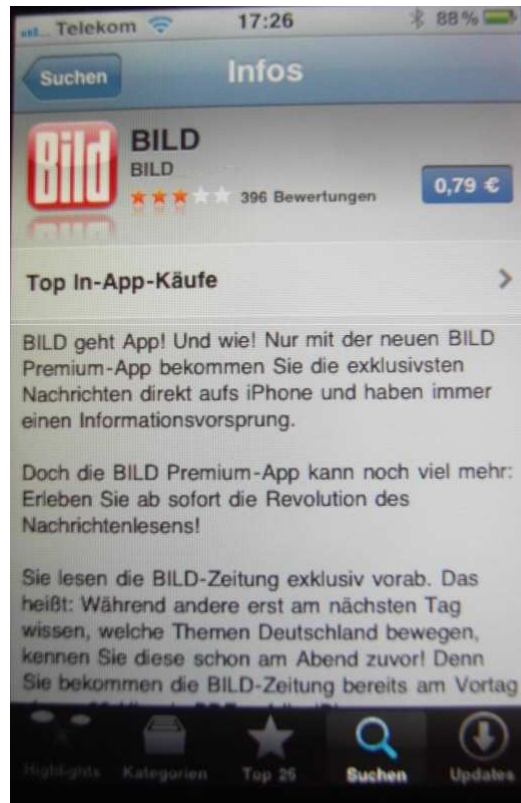 Telekom 17:26 88 %
Suchen Infos
Bild
BILD
BILD
396 Bewertungen
0,79 €
Top In-App-Käufe
BILD geht App! Und wie! Nur mit der neuen BILD
Premium-App bekommen Sie die exklusivsten
Nachrichten direkt aufs iPhone und haben immer
einen Informationsvorsprung.
Doch die BILD Premium-App kann noch viel mehr:
Erleben Sie ab sofort die Revolution des
Nachrichtenlesens!
Sie lesen die BILD-Zeitung exklusiv vorab. Das
heißt: Während andere erst am nächsten Tag
wissen, welche Themen Deutschland bewegen,
kennen Sie diese schon am Abend zuvor! Denn
Sie bekommen die BILD-Zeitung bereits am Vortag
Highlights Kategorien Top 25 Suchen Updates